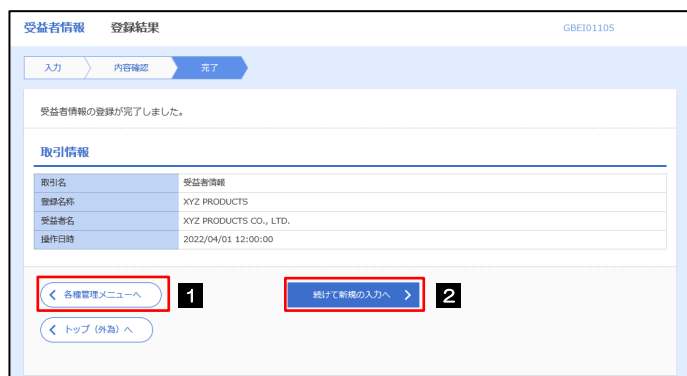 受益者情報 登録結果 GBEI01105
入力 内容確認 完了
受益者情報の登録が完了しました。
取引情報
取引名 受益者情報
登録名称 XYZ PRODUCTS
受益者名 XYZ PRODUCTS CO., LTD.
操作日時 2022/04/01 12:00:00
各種管理メニューへ 1 続けて新規の入力へ 2
トップ（外為）へ